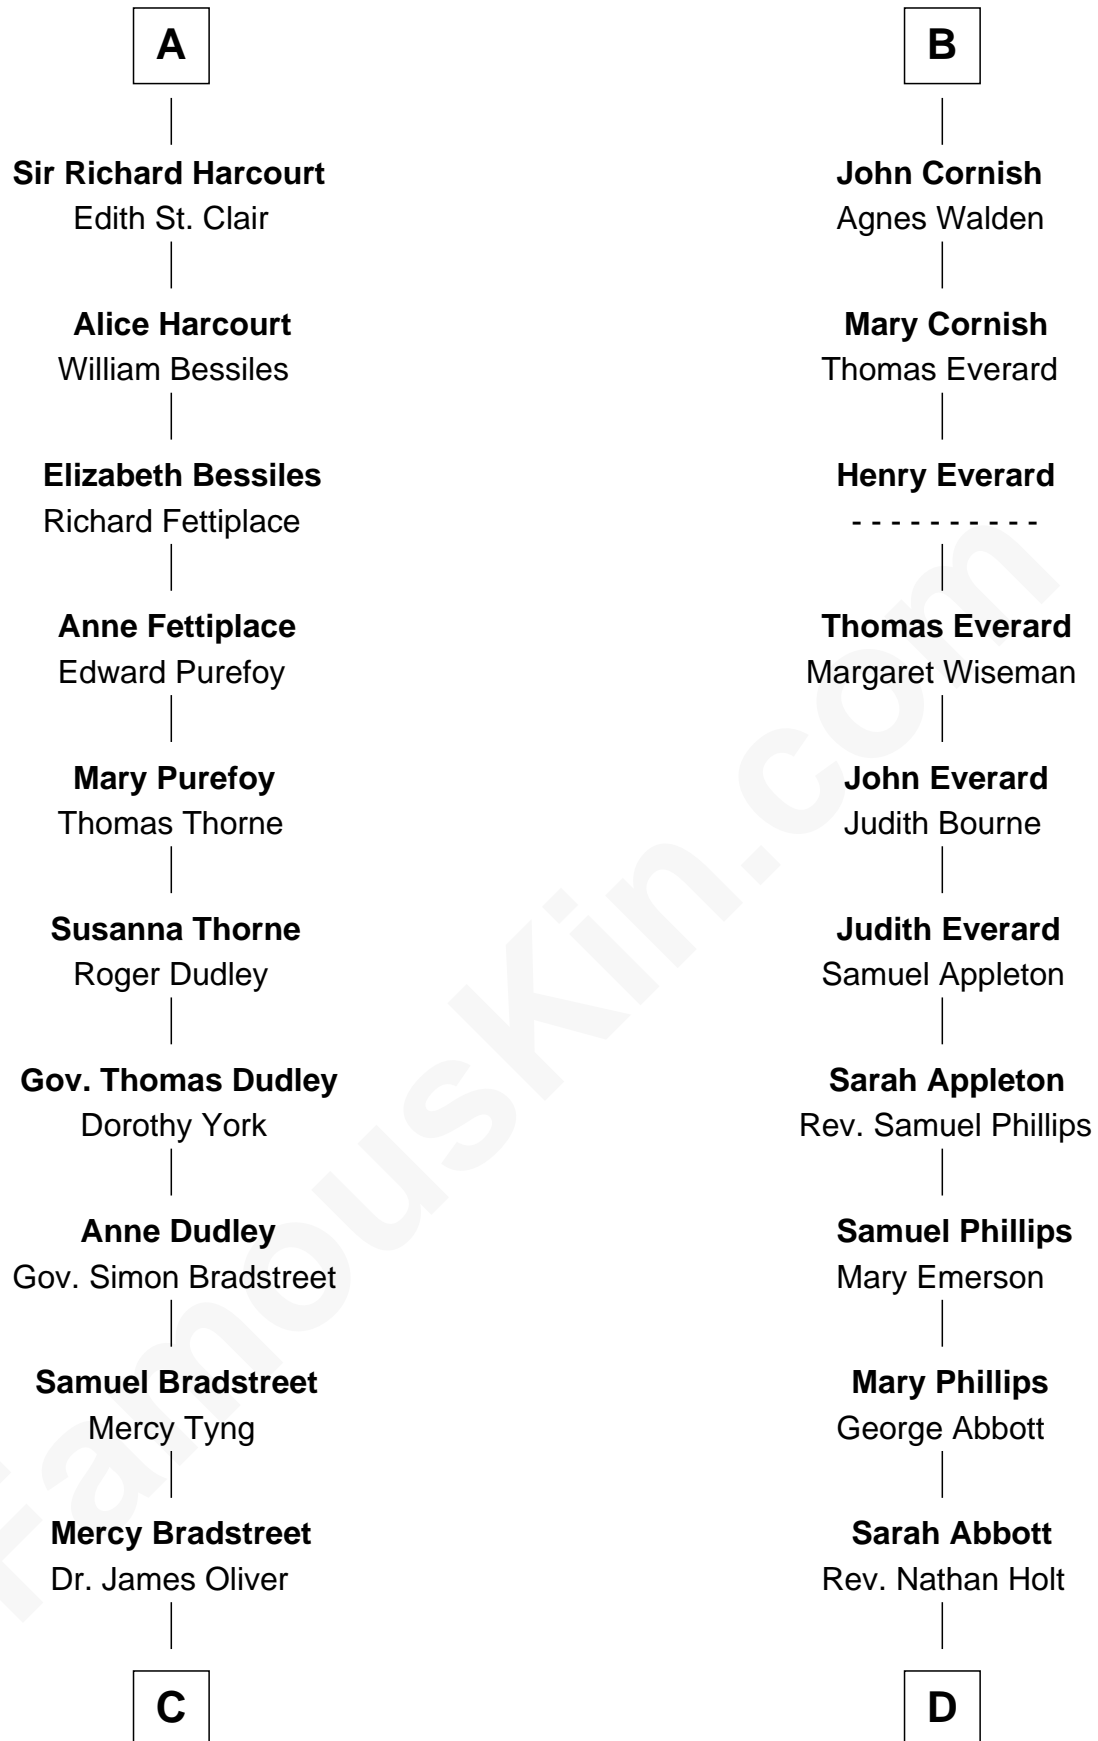 A
Sir Richard Harcourt
Edith St. Clair
Alice Harcourt
William Bessiles
Elizabeth Bessiles
Richard Fettiplace
Anne Fettiplace
Edward Purefoy
Mary Purefoy
Thomas Thorne
Susanna Thorne
Roger Dudley
Gov. Thomas Dudley
Dorothy York
Anne Dudley
Gov. Simon Bradstreet
Samuel Bradstreet
Mercy Tyng
Mercy Bradstreet
Dr. James Oliver
C
B
John Cornish
Agnes Walden
Mary Cornish
Thomas Everard
Henry Everard
- - - - - - - - - -
Thomas Everard
Margaret Wiseman
John Everard
Judith Bourne
Judith Everard
Samuel Appleton
Sarah Appleton
Rev. Samuel Phillips
Samuel Phillips
Mary Emerson
Mary Phillips
George Abbott
Sarah Abbott
Rev. Nathan Holt
D
FamousKin.com